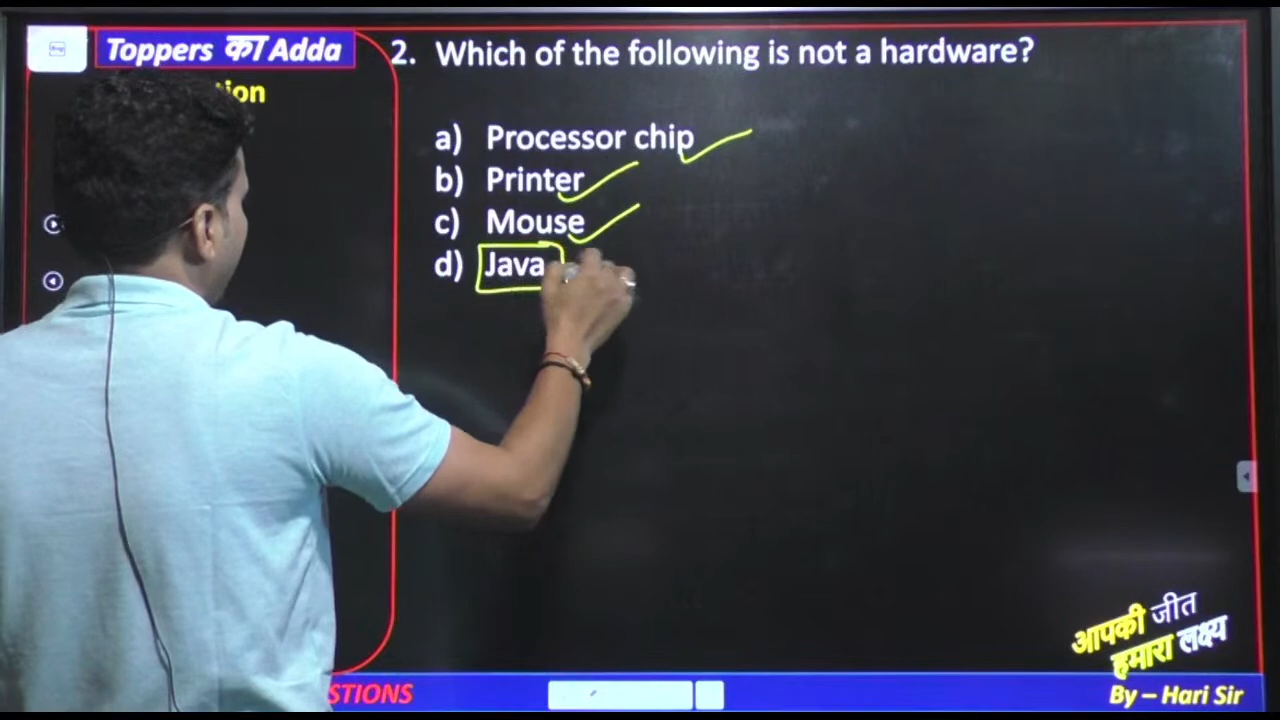 Toppers का Adda
tion
2. Which of the following is not a hardware?
a) Processor chip
b) Printer
c) Mouse
d) Java
आपकी जीत
हमारा लक्ष्य
STIONS
By – Hari Sir